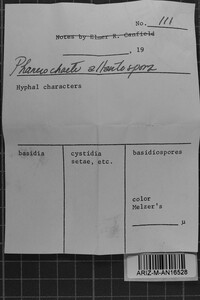 No. 111
Notes by Elmer R. Canfield
, 19
Phanerochaete allantospora
Hyphal characters
basidia cystidia basidiospores
setae, etc.
color
Melzer's
μ
ARIZ-M-AN16528